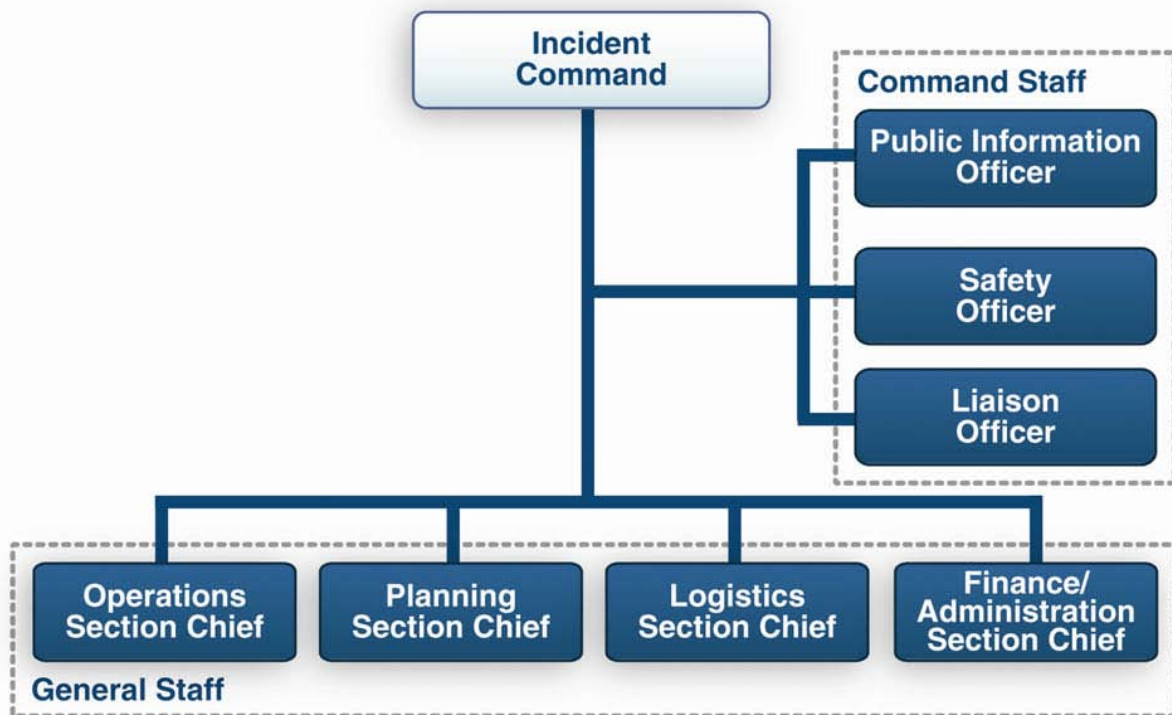 Incident
Command
Command Staff
Public Information
Officer
Safety
Officer
Liaison
Officer
Operations
Section Chief
Planning
Section Chief
Logistics
Section Chief
Finance/
Administration
Section Chief
General Staff